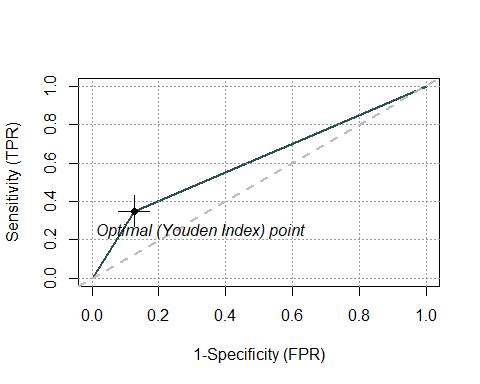 Sensitivity (TPR)
1.0
0.8
0.6
0.4
0.2
0.0
Optimal (Youden Index) point
0.0 0.2 0.4 0.6 0.8 1.0
1-Specificity (FPR)